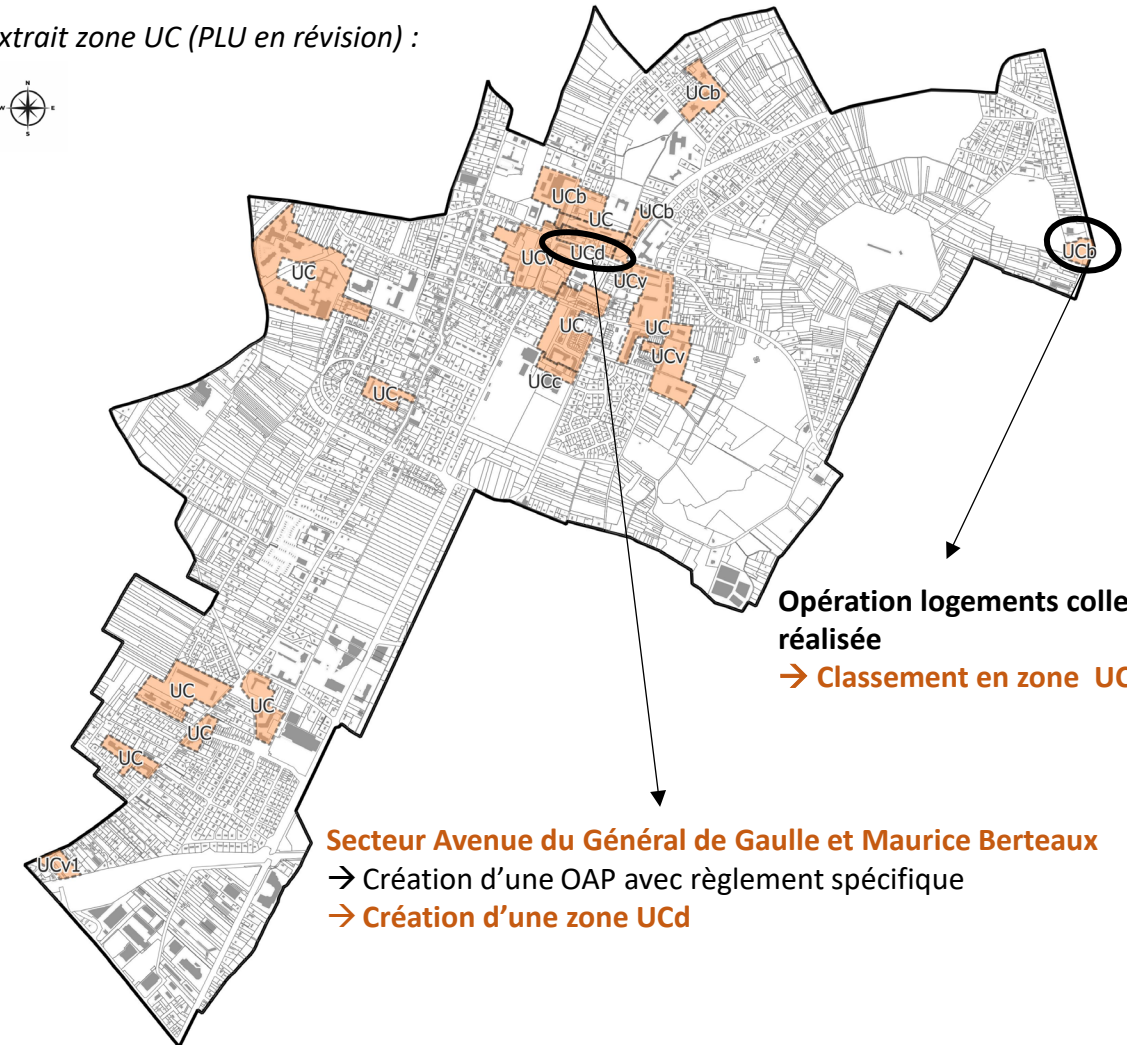 xtrait zone UC (PLU en révision) :
N
W E
S
UCb
UCb
UCb
UC
UCd
UCv
UCb
UC
UCv
UC
UC
UCv
UCc
UC
UC
UC
UC
UC
UCv1
Opération logements colle
réalisée
→ Classement en zone UC
Secteur Avenue du Général de Gaulle et Maurice Berteaux
→ Création d'une OAP avec règlement spécifique
→ Création d'une zone UCd